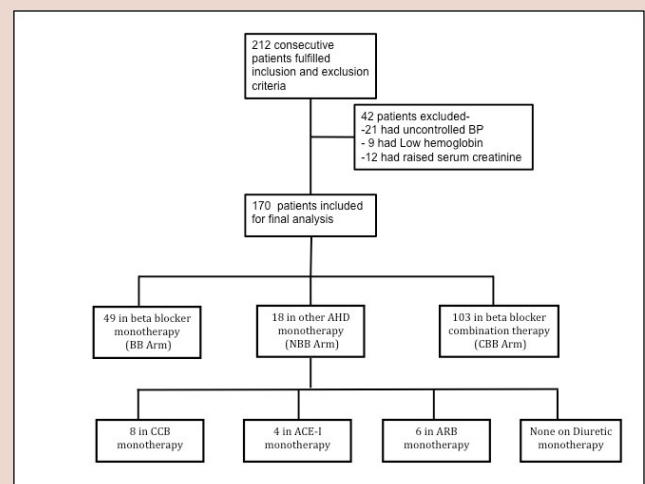 212 consecutive
patients fulfilled
inclusion and exclusion
criteria
42 patients excluded-
-21 had uncontrolled BP
- 9 had Low hemoglobin
-12 had raised serum creatinine
170 patients included
for final analysis
49 in beta blocker
monotherapy
(BB Arm)
18 in other AHD
monotherapy
(NBB Arm)
103 in beta blocker
combination therapy
(CBB Arm)
8 in CCB
monotherapy
4 in ACE-I
monotherapy
6 in ARB
monotherapy
None on Diuretic
monotherapy